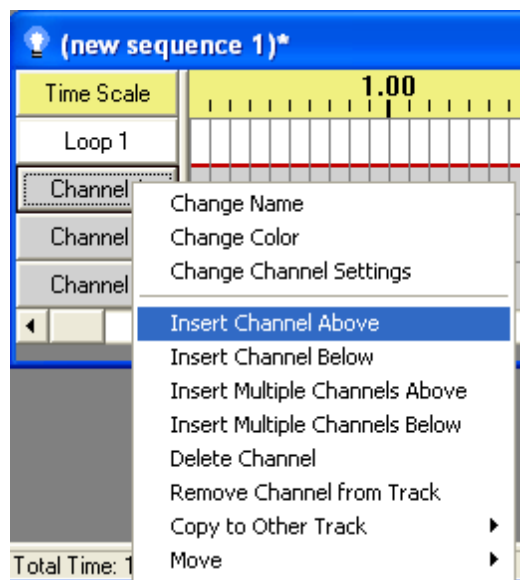 (new sequence 1)*
Time Scale
1.00
Loop 1
Channel
Channel
Channel
Change Name
Change Color
Change Channel Settings
Insert Channel Above
Insert Channel Below
Insert Multiple Channels Above
Insert Multiple Channels Below
Delete Channel
Remove Channel from Track
Copy to Other Track
Move
Total Time: 1